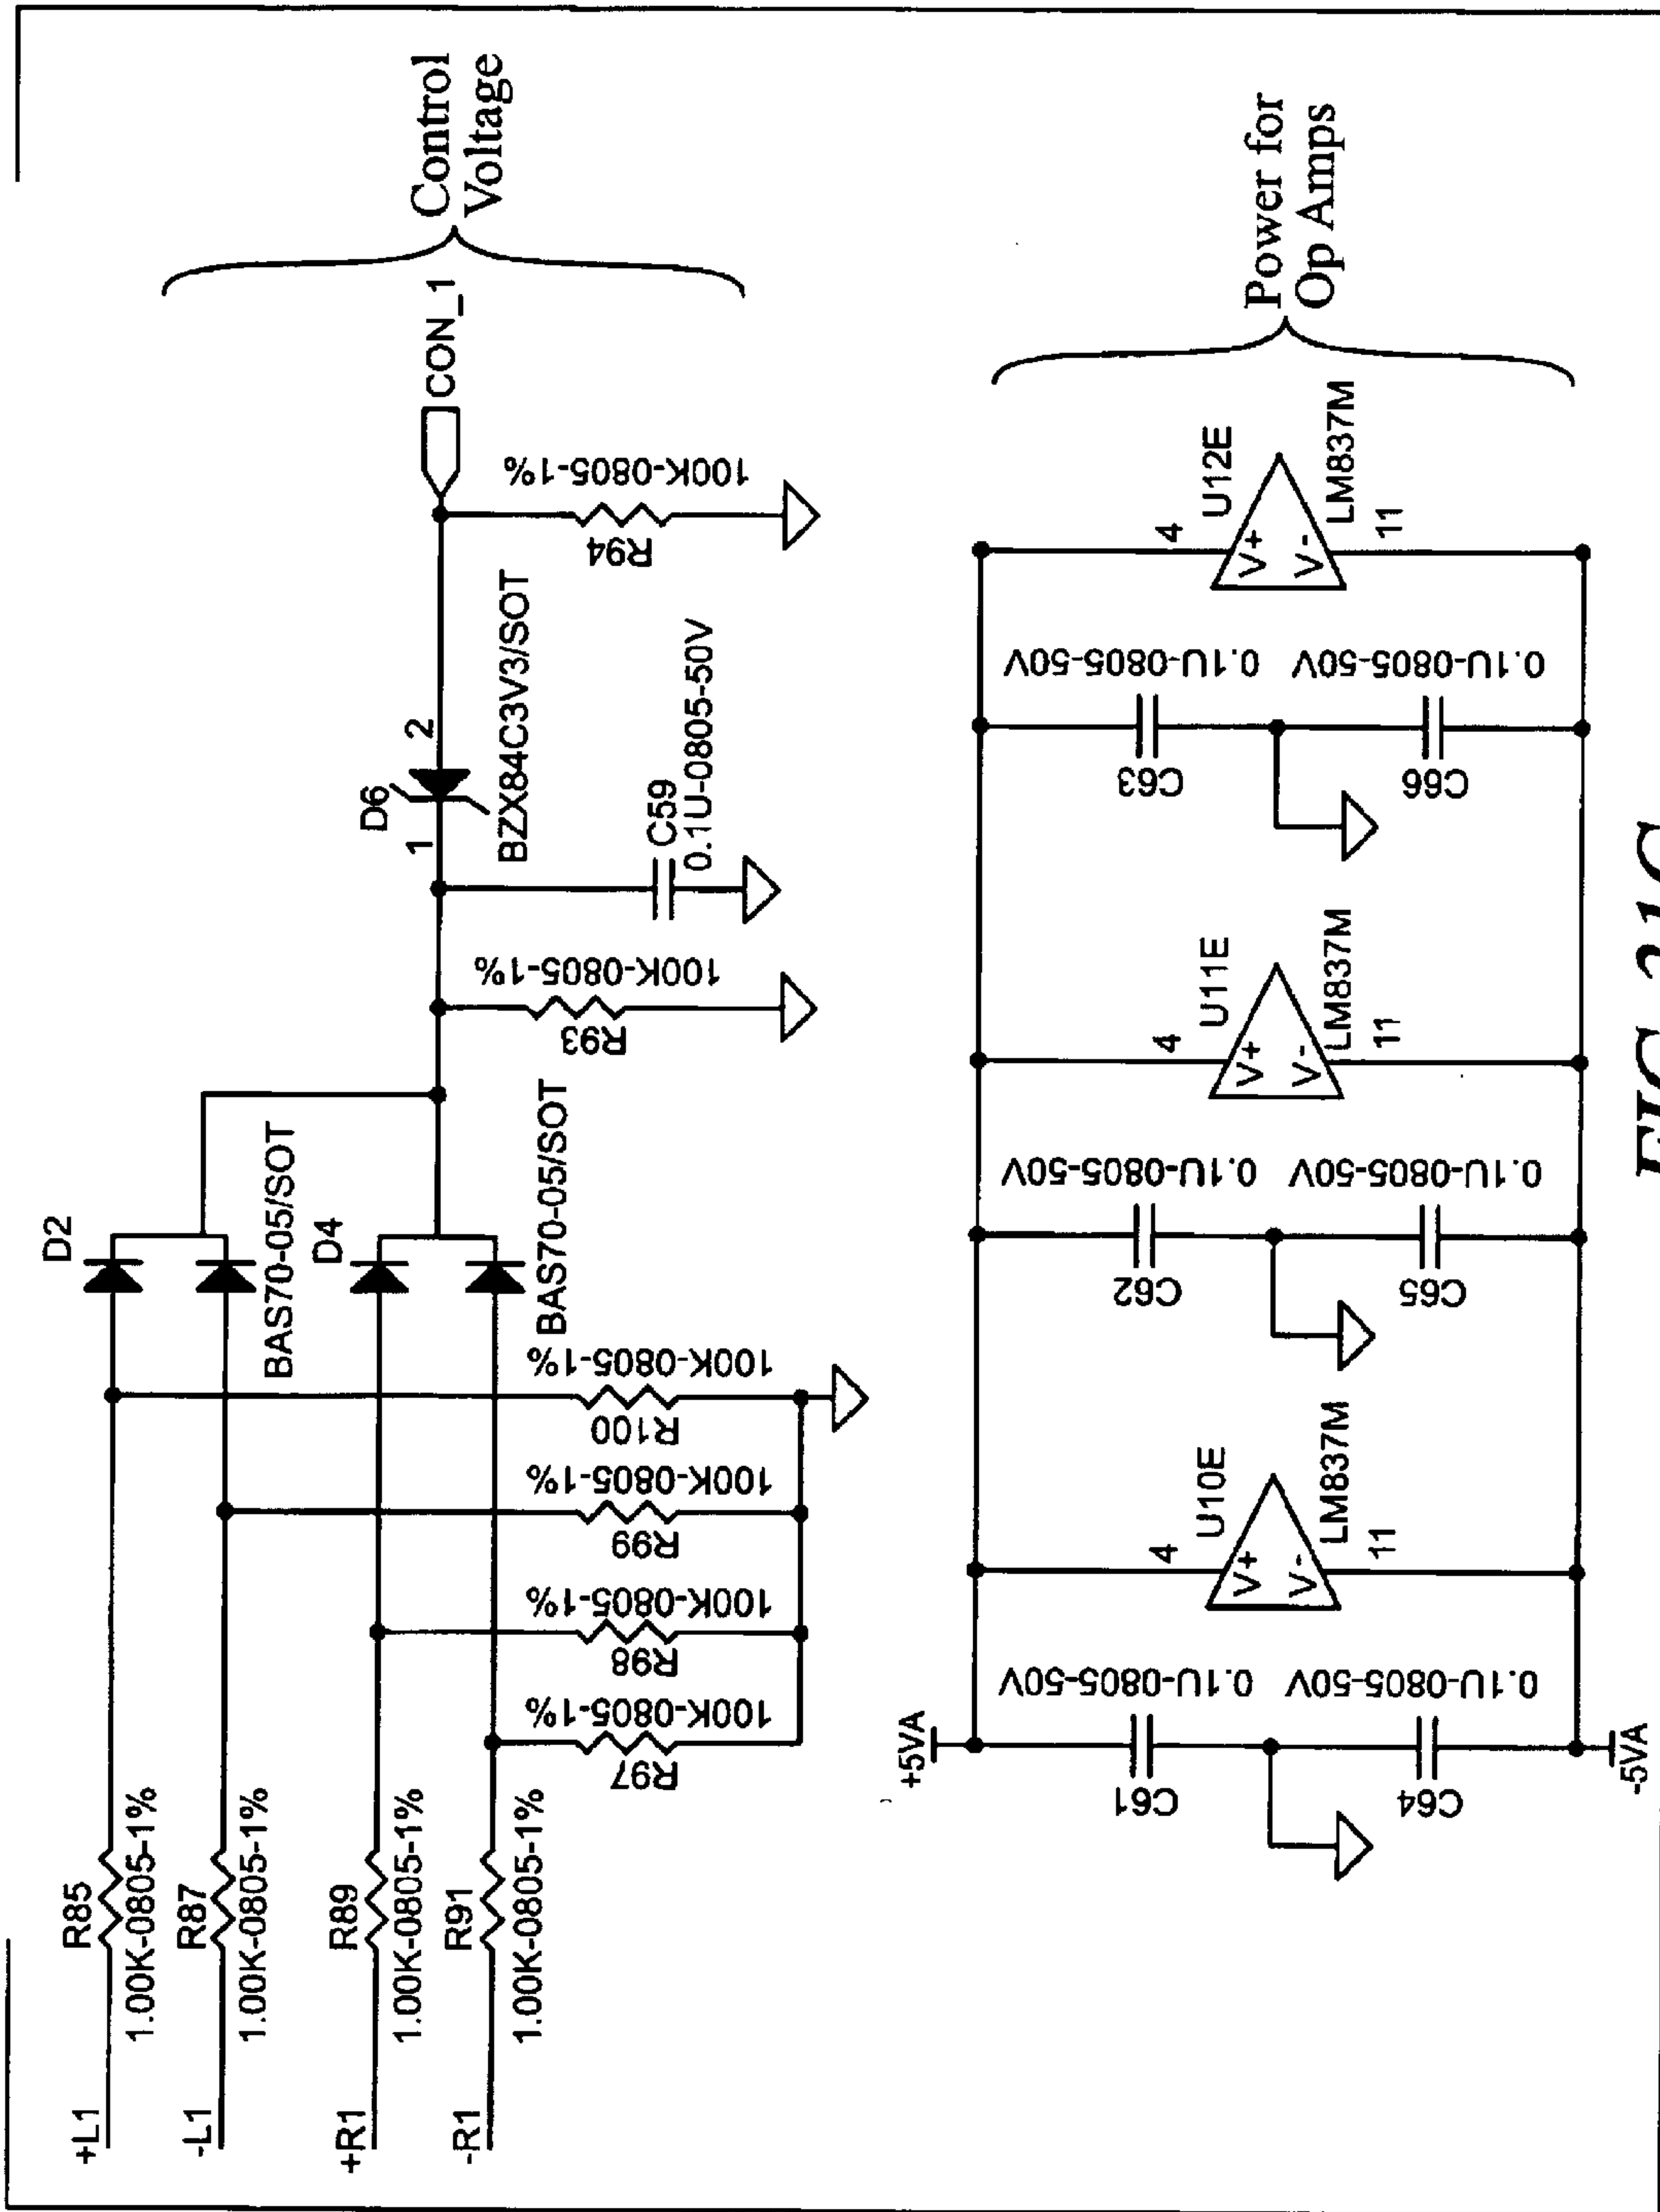 +L1
R85
1.00K-0805-1%
-L1
R87
1.00K-0805-1%
+R1
R89
1.00K-0805-1%
-R1
R91
1.00K-0805-1%
R97
100K-0805-1%
R98
100K-0805-1%
R99
100K-0805-1%
R100
100K-0805-1%
D2
BAS70-05/SOT
D4
BAS70-05/SOT
R93
100K-0805-1%
C59
0.1U-0805-50V
D6
1
2
BZX84C3V3/SOT
R94
100K-0805-1%
CON_1
Control
Voltage
+5VA
-5VA
C61
0.1U-0805-50V
C64
0.1U-0805-50V
4
U10E
V+
V-
LM837M
11
C62
0.1U-0805-50V
C65
0.1U-0805-50V
4
U11E
V+
V-
LM837M
11
C63
0.1U-0805-50V
C66
0.1U-0805-50V
4
U12E
V+
V-
LM837M
11
Power for
Op Amps